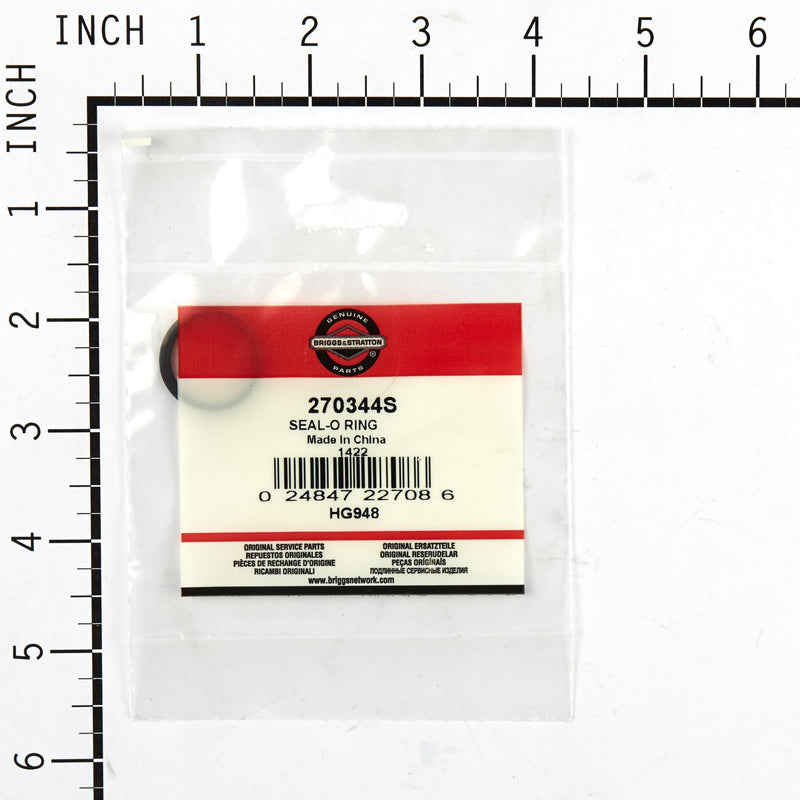 INCH 1 2 3 4 5 6
INCH
1
2
3
4
5
6
GENUINE
BRIGGS&STRATTON
®
PARTS
270344S
SEAL-O RING
Made In China
1422
0 24847 22708 6
HG948
ORIGINAL SERVICE PARTS
REPUESTOS ORIGINALES
PIÈCES DE RECHANGE D'ORIGINE
RICAMBI ORIGINALI
ORIGINAL ERSATZTEILE
ORIGINAL RESERUDELAR
PEÇAS ORIGINAIS
ПОДЛИННЫЕ СЕРВИСНЫЕ ИЗДЕЛИЯ
www.briggsnetwork.com